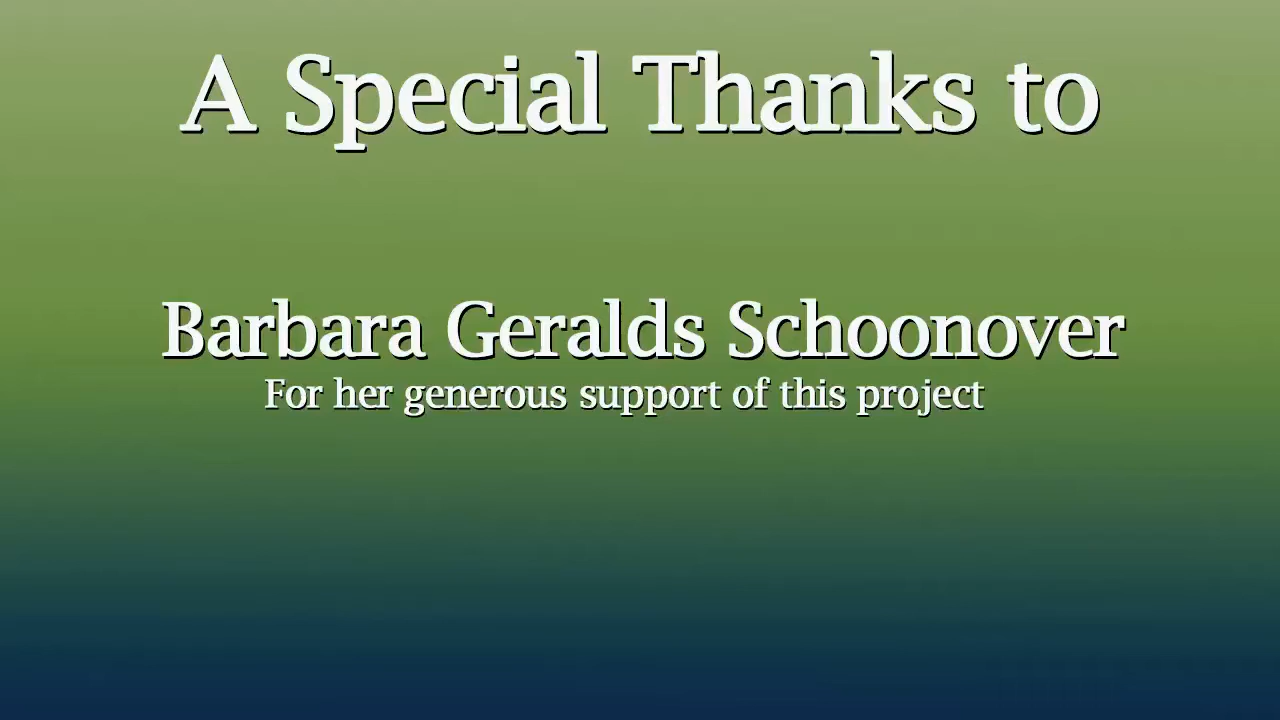 A Special Thanks to
Barbara Geralds Schoonover
For her generous support of this project